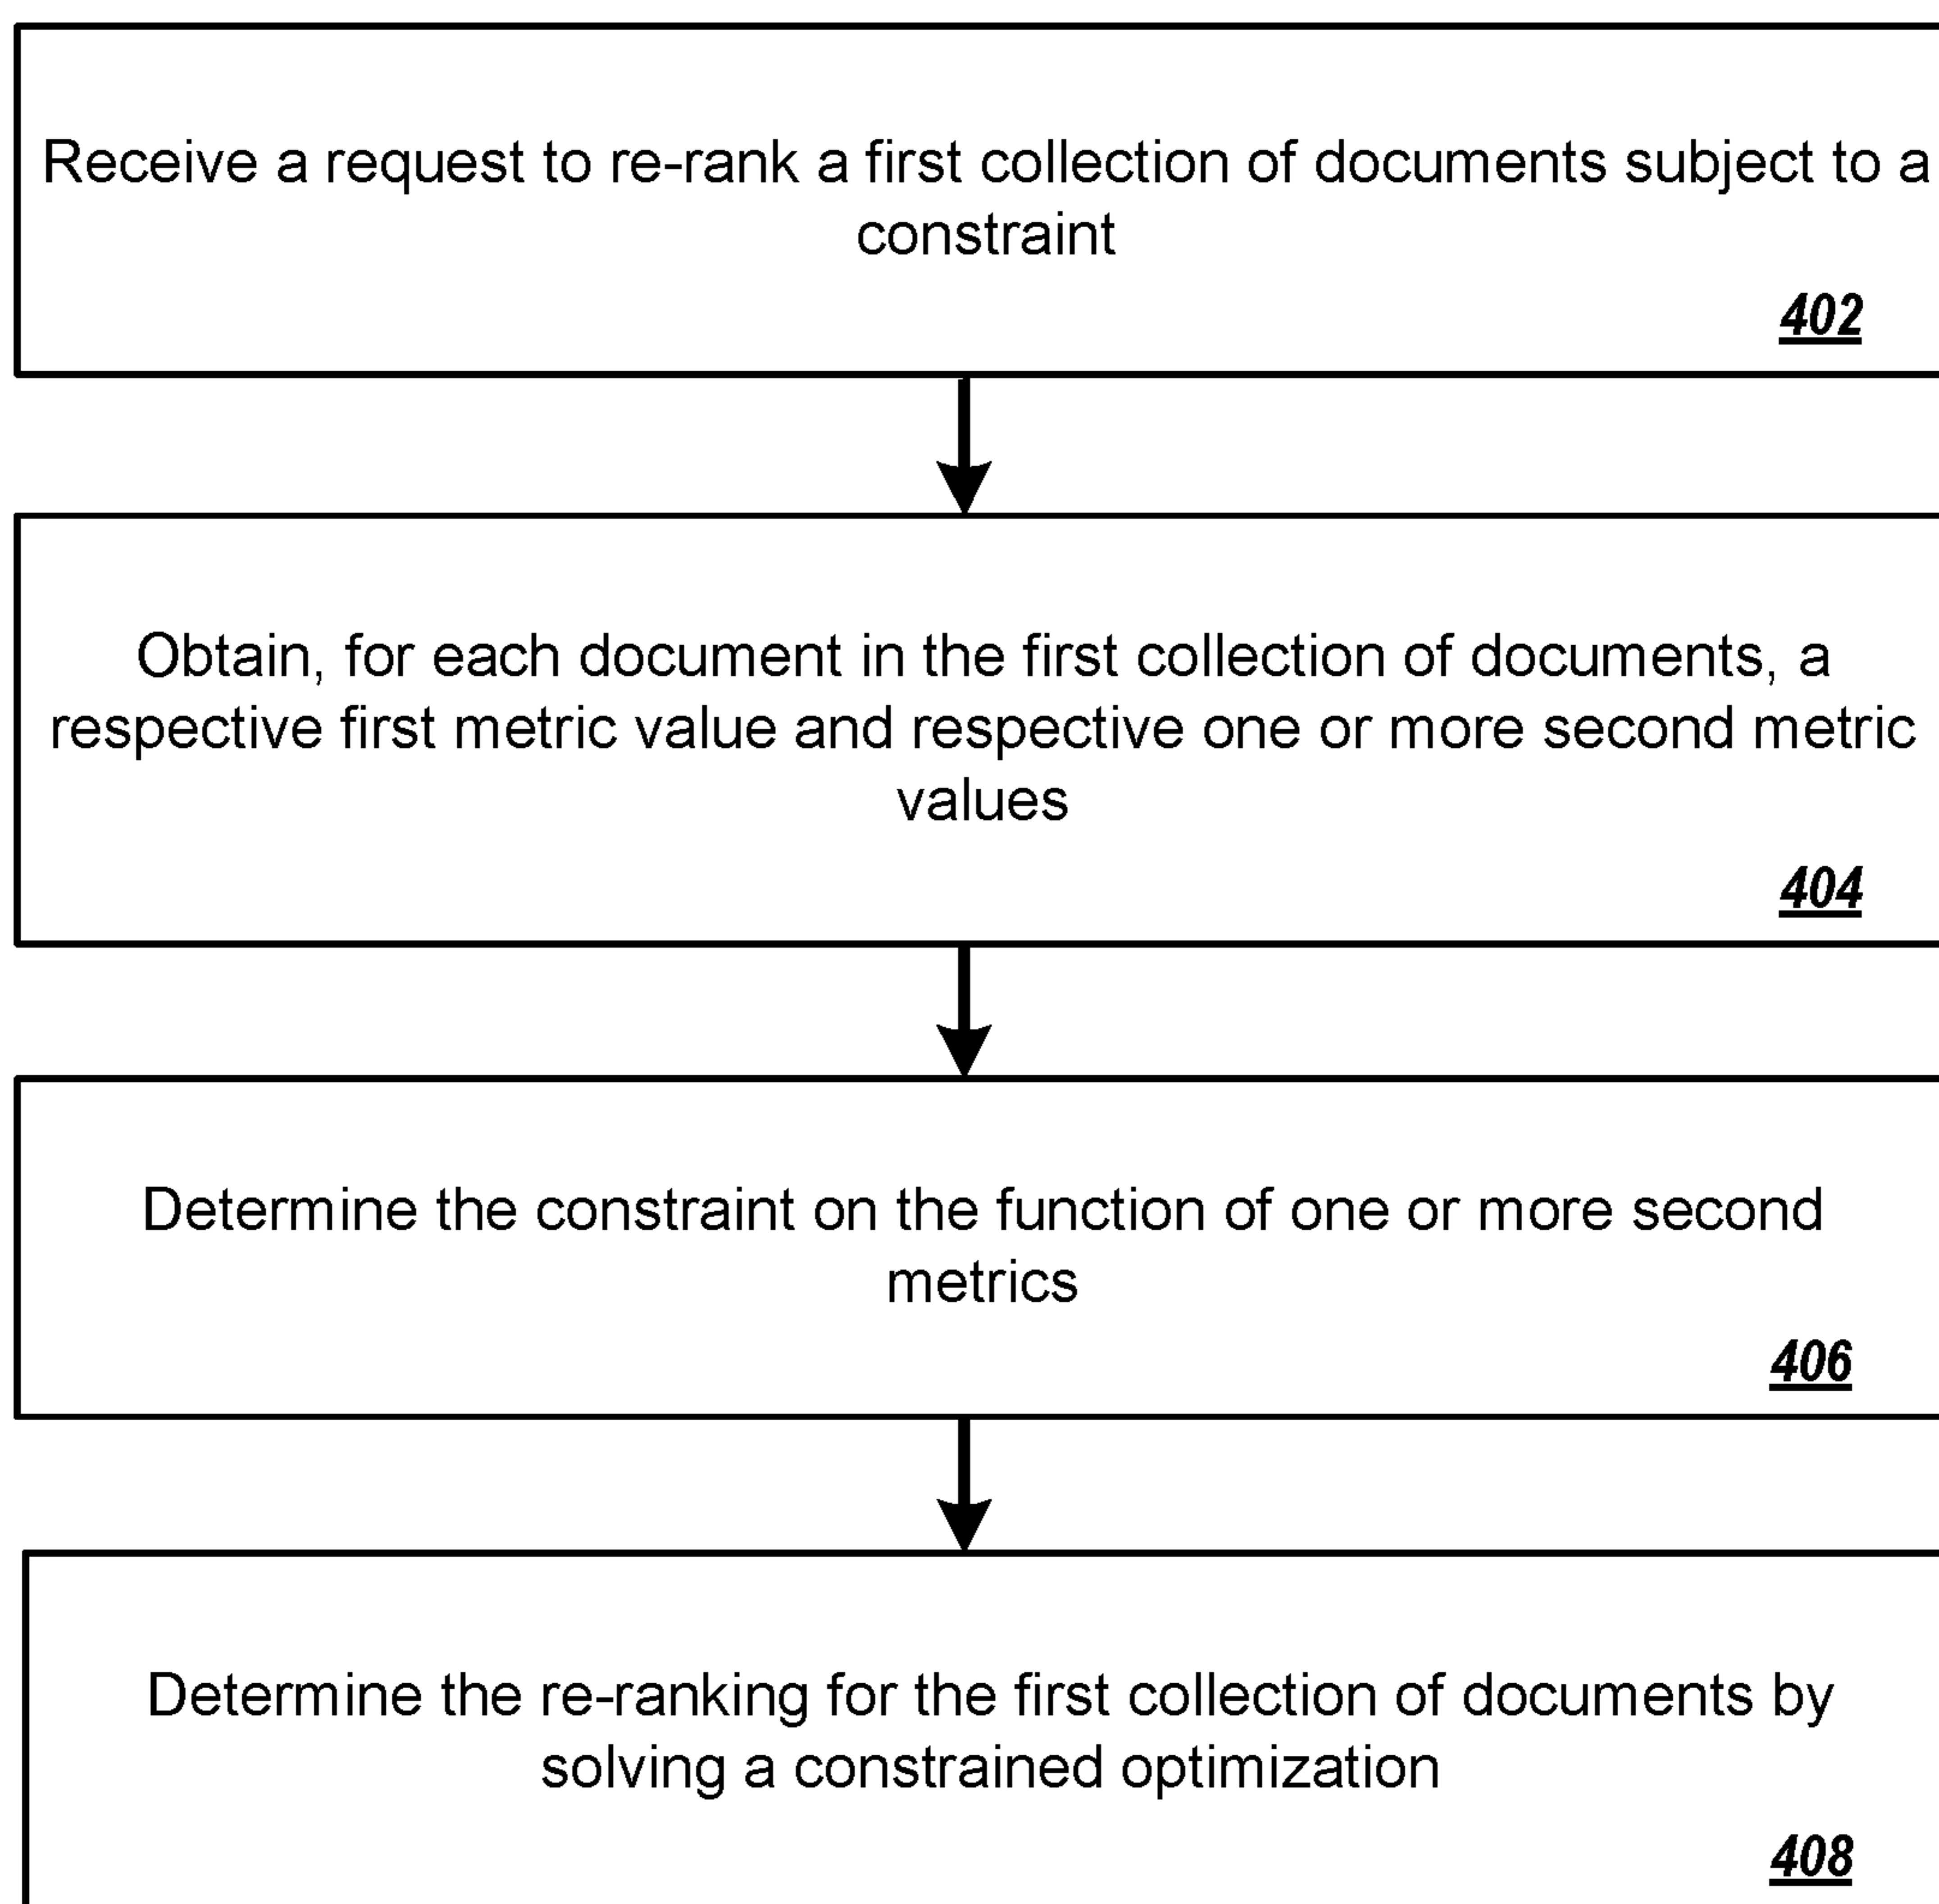 Receive a request to re-rank a first collection of documents subject to a
constraint
402
Obtain, for each document in the first collection of documents, a
respective first metric value and respective one or more second metric
values
404
Determine the constraint on the function of one or more second
metrics
406
Determine the re-ranking for the first collection of documents by
solving a constrained optimization
408